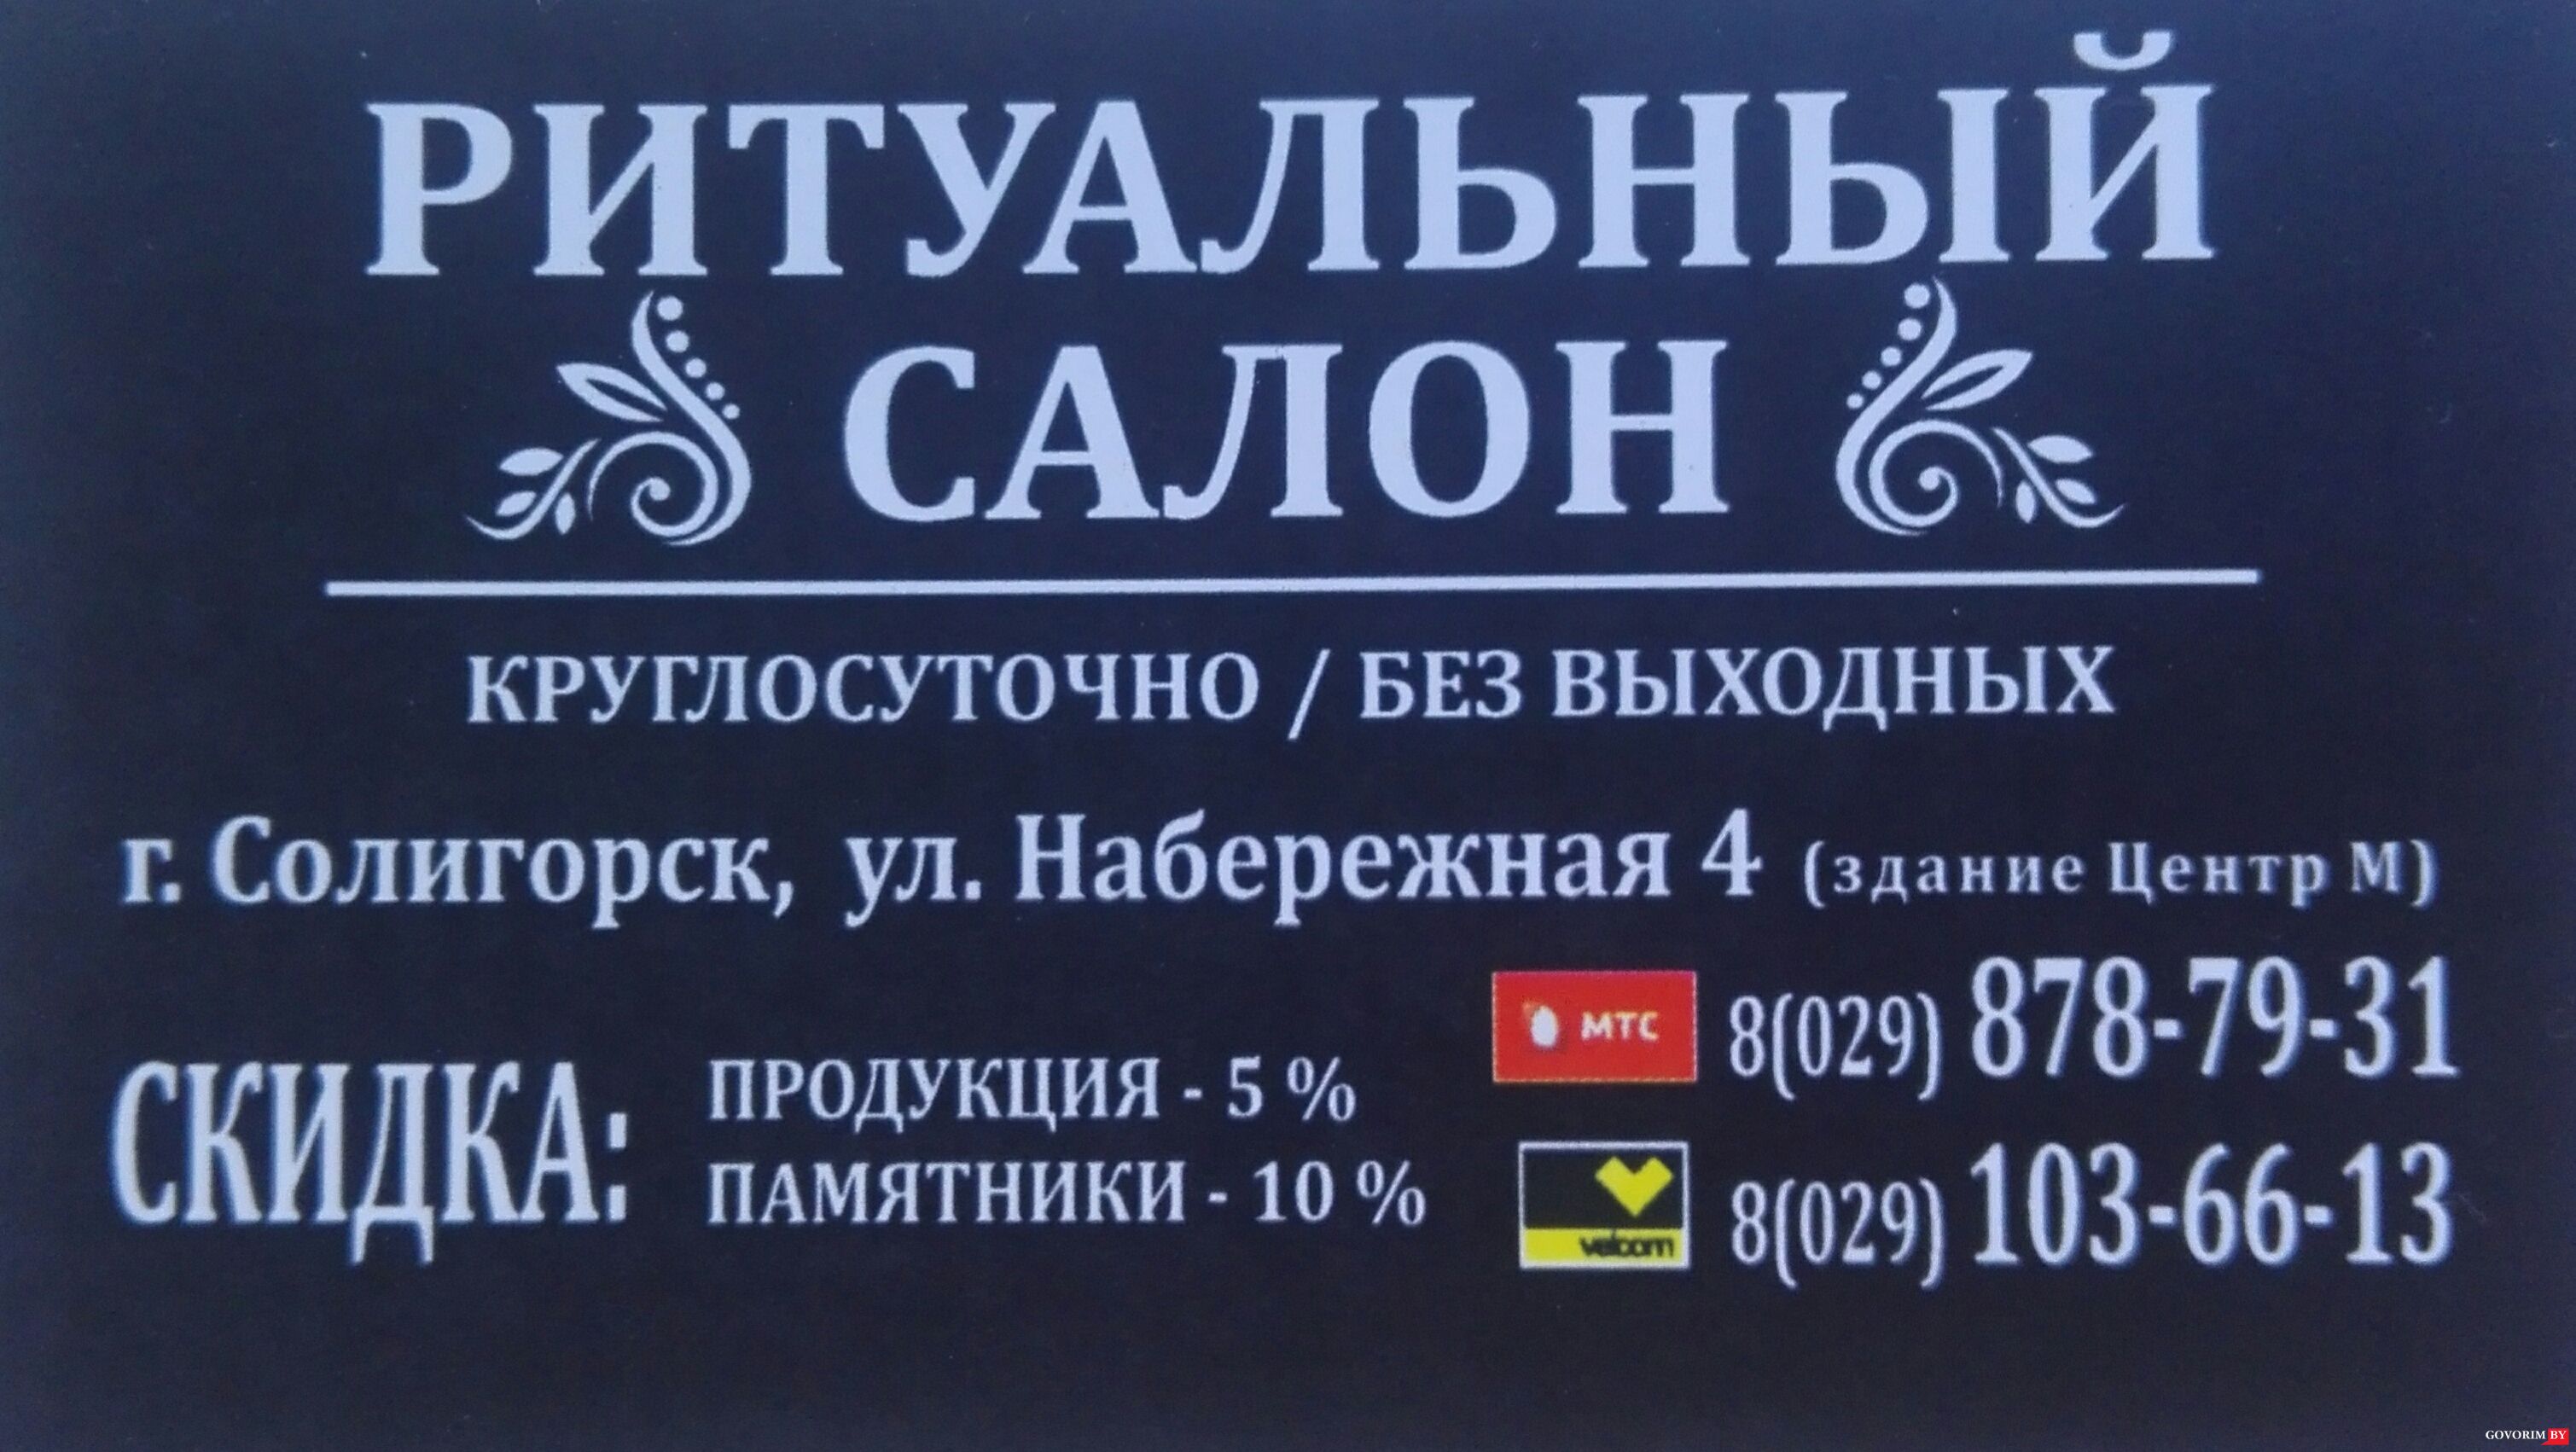 РИТУАЛЬНЫЙ
САЛОН
КРУГЛОСУТОЧНО / БЕЗ ВЫХОДНЫХ
г. Солигорск, ул. Набережная 4 (здание Центр М)
СКИДКА:
ПРОДУКЦИЯ - 5 %
ПАМЯТНИКИ - 10 %
МТС 8(029) 878-79-31
velcom 8(029) 103-66-13
GOVORIM BY